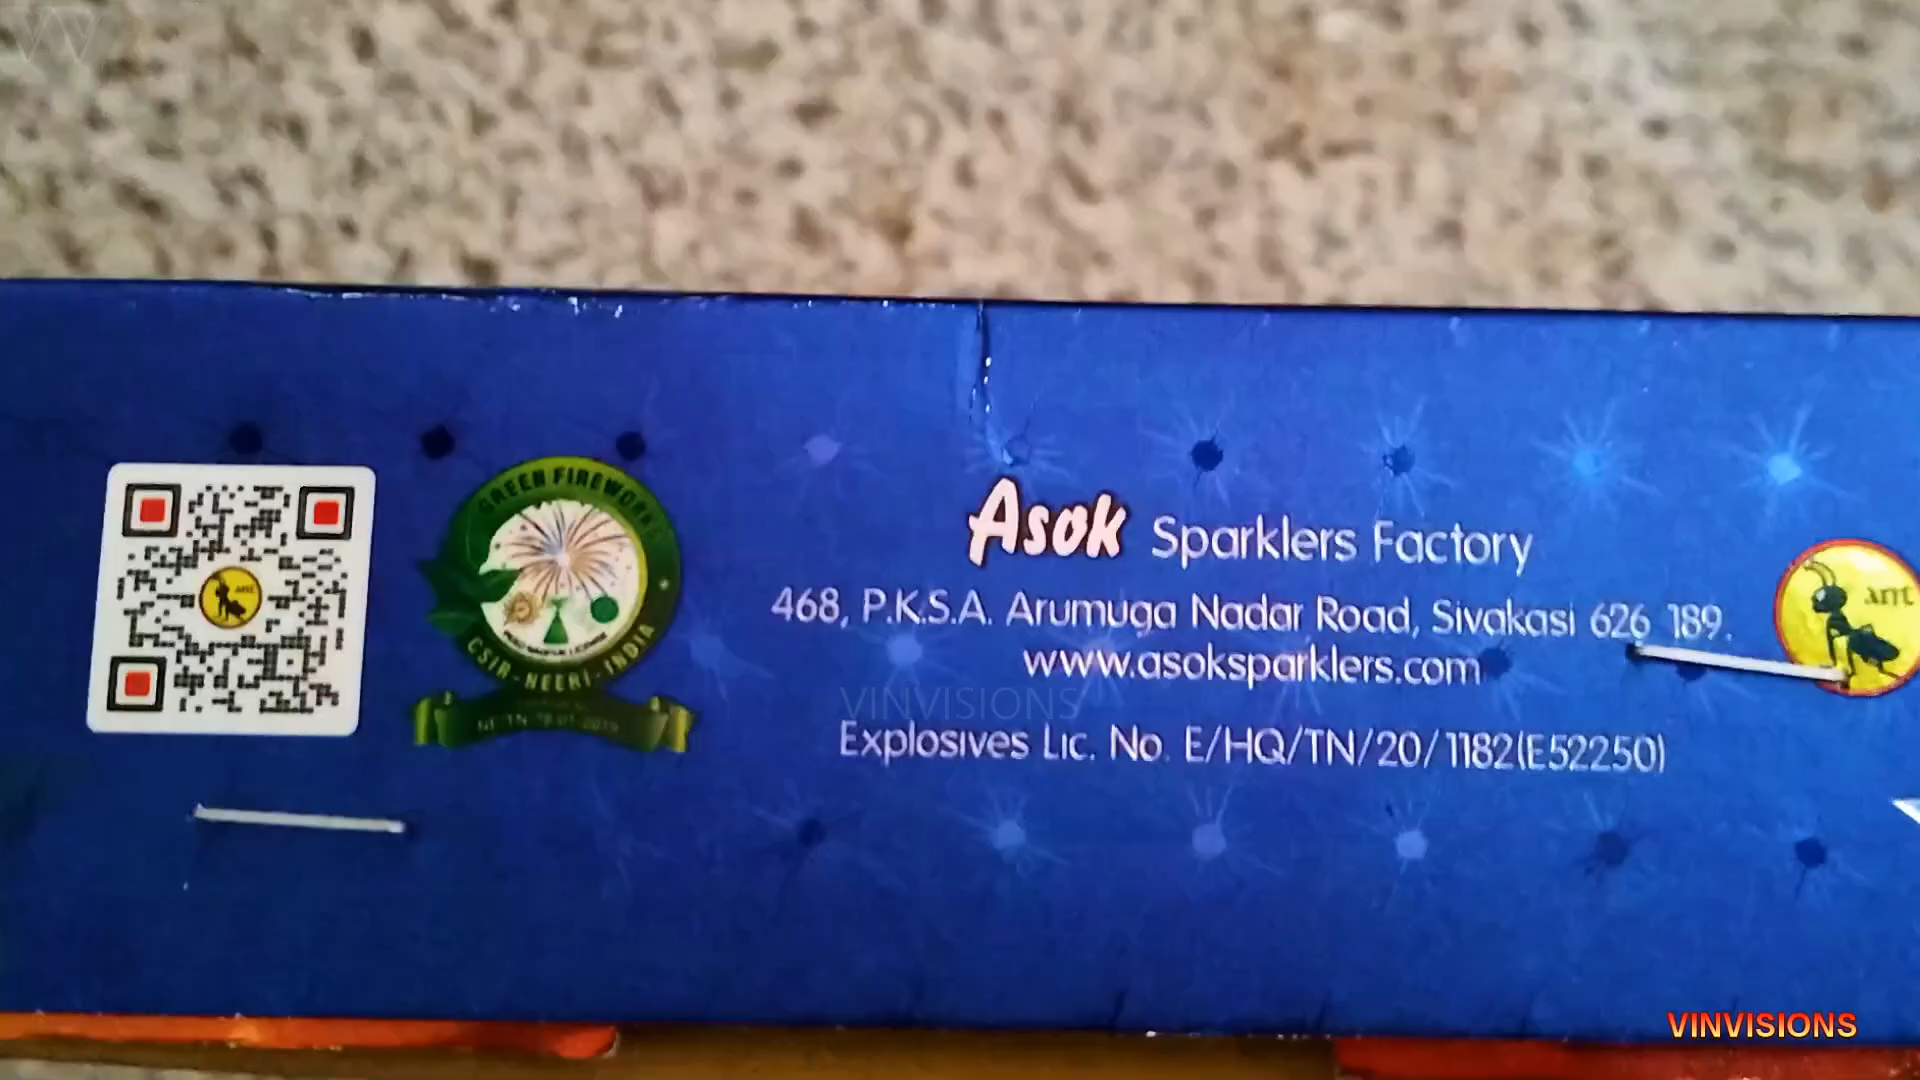 GREEN FIREWORKS
CSIR-NEERI-INDIA
Asok Sparklers Factory
468, P.K.S.A. Arumuga Nadar Road, Sivakasi 626 189.
www.asoksparklers.com
Explosives Lic. No. E/HQ/TN/20/1182(E52250)
ant
ant
VINVISIONS
VINVISIONS